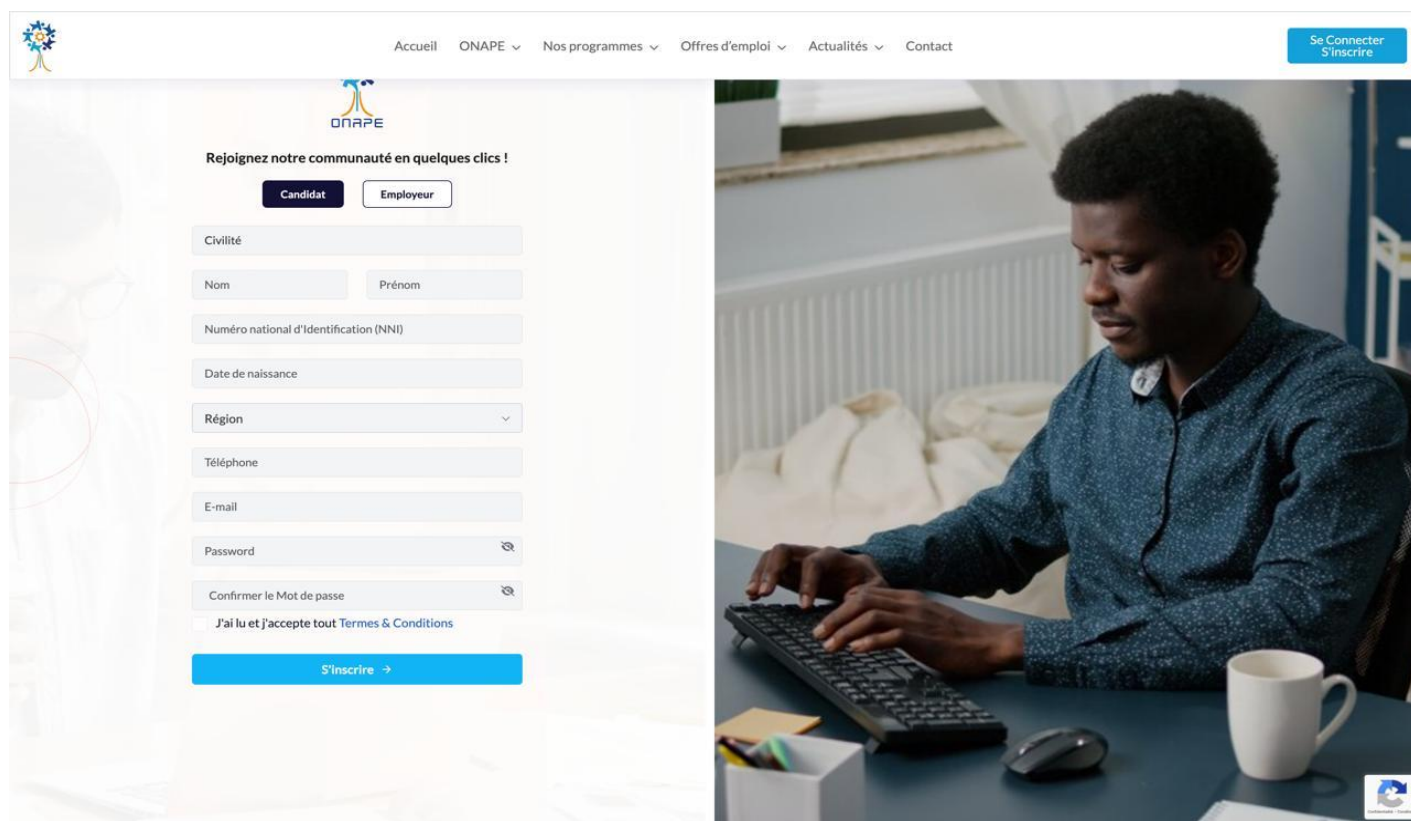 Accueil ONAPE Nos programmes Offres d'emploi Actualités Contact
Se Connecter
S'inscrire
ONAPE
Rejoignez notre communauté en quelques clics !
Candidat Employeur
Civilité
Nom Prénom
Numéro national d'Identification (NNI)
Date de naissance
Région
Téléphone
E-mail
Password
Confirmer le Mot de passe
J'ai lu et j'accepte tout Termes & Conditions
S'Inscrire →